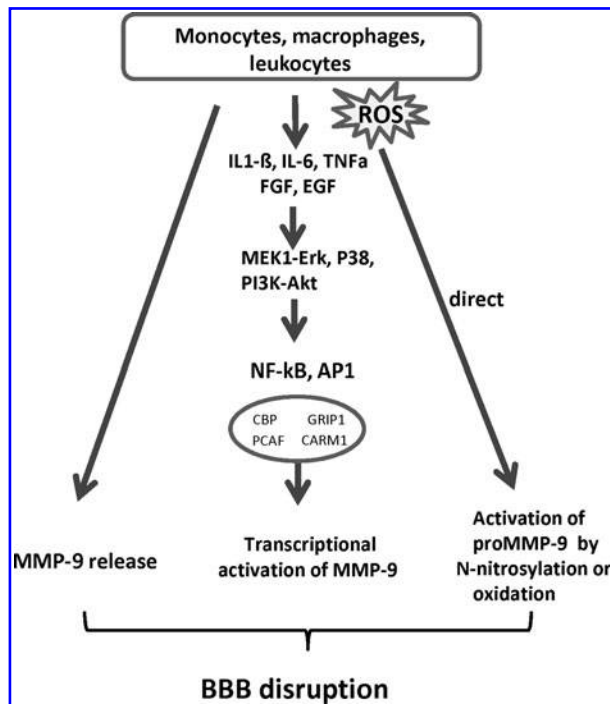 Monocytes, macrophages,
leukocytes
ROS
IL1-ß, IL-6, TNFa
FGF, EGF
MEK1-Erk, P38,
PI3K-Akt
direct
NF-kB, AP1
CBP GRIP1
PCAF CARM1
MMP-9 release
Transcriptional
activation of MMP-9
Activation of
proMMP-9 by
N-nitrosylation or
oxidation
BBB disruption